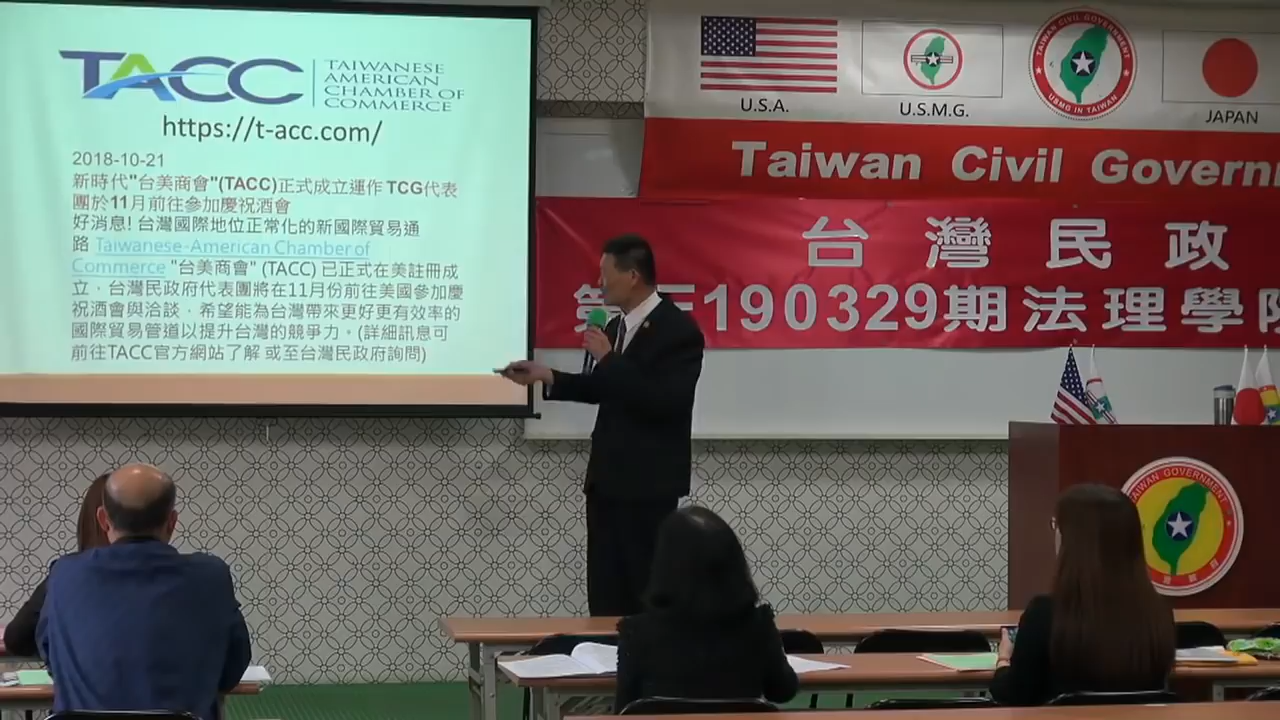 TACC
TAIWANESE
AMERICAN
CHAMBER OF
COMMERCE
https://t-acc.com/
2018-10-21
新時代"台美商會"(TACC)正式成立運作 TCG代表
團於11月前往參加慶祝酒會
好消息! 台灣國際地位正常化的新國際貿易通
路 Taiwanese-American Chamber of
Commerce "台美商會" (TACC) 已正式在美註冊成
立，台灣民政府代表團將在11月份前往美國參加慶
祝酒會與洽談，希望能為台灣帶來更好更有效率的
國際貿易管道以提升台灣的競爭力。(詳細訊息可
前往TACC官方網站了解 或至台灣民政府詢問)
U.S.A.
U.S.M.G.
TAIWAN CIVIL GOVERNMENT
USMG IN TAIWAN
JAPAN
Taiwan Civil Governm
台灣民政
190329期法理學
TAIWAN GOVERNMENT